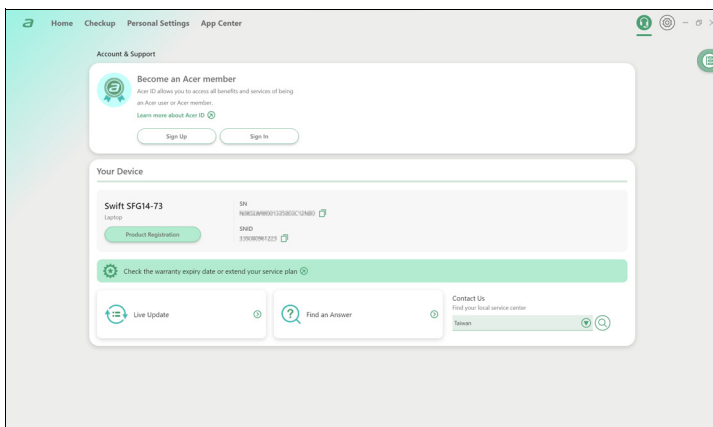 Home Checkup Personal Settings App Center
Account & Support
Become an Acer member
Acer ID allows you to access all benefits and services of being
an Acer user or Acer member.
Learn more about Acer ID
Sign Up Sign In
Your Device
Swift SFG14-73
Laptop
Product Registration
SN
SNID
Check the warranty expiry date or extend your service plan
Live Update
Find an Answer
Contact Us
Find your local service center
Taiwan